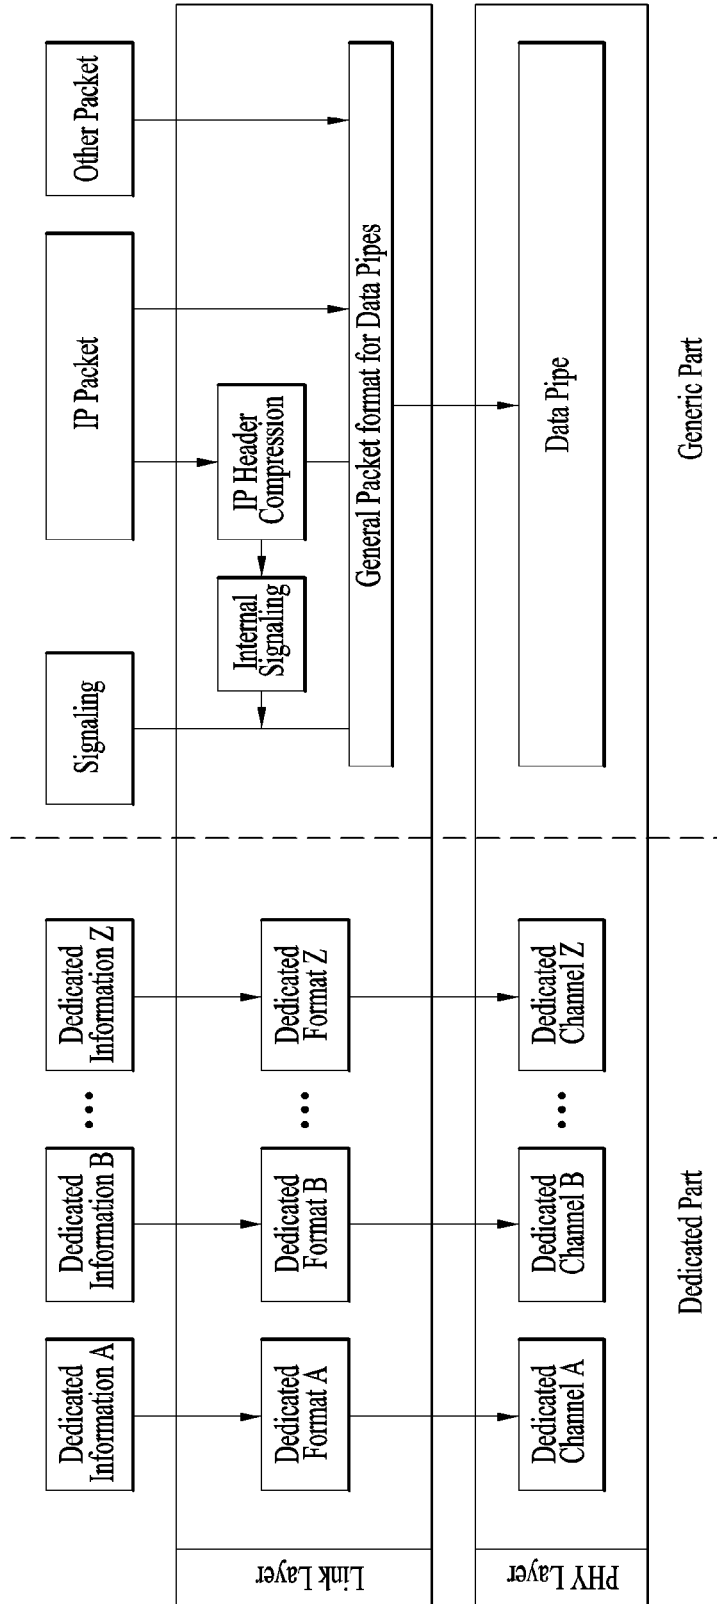 Dedicated
Information A
Dedicated
Information B
...
Dedicated
Information Z
Signaling
IP Packet
Other Packet
Link Layer
Dedicated
Format A
Dedicated
Format B
...
Dedicated
Format Z
Internal
Signaling
IP Header
Compression
General Packet format for Data Pipes
PHY Layer
Dedicated
Channel A
Dedicated
Channel B
...
Dedicated
Channel Z
Data Pipe
Dedicated Part
Generic Part